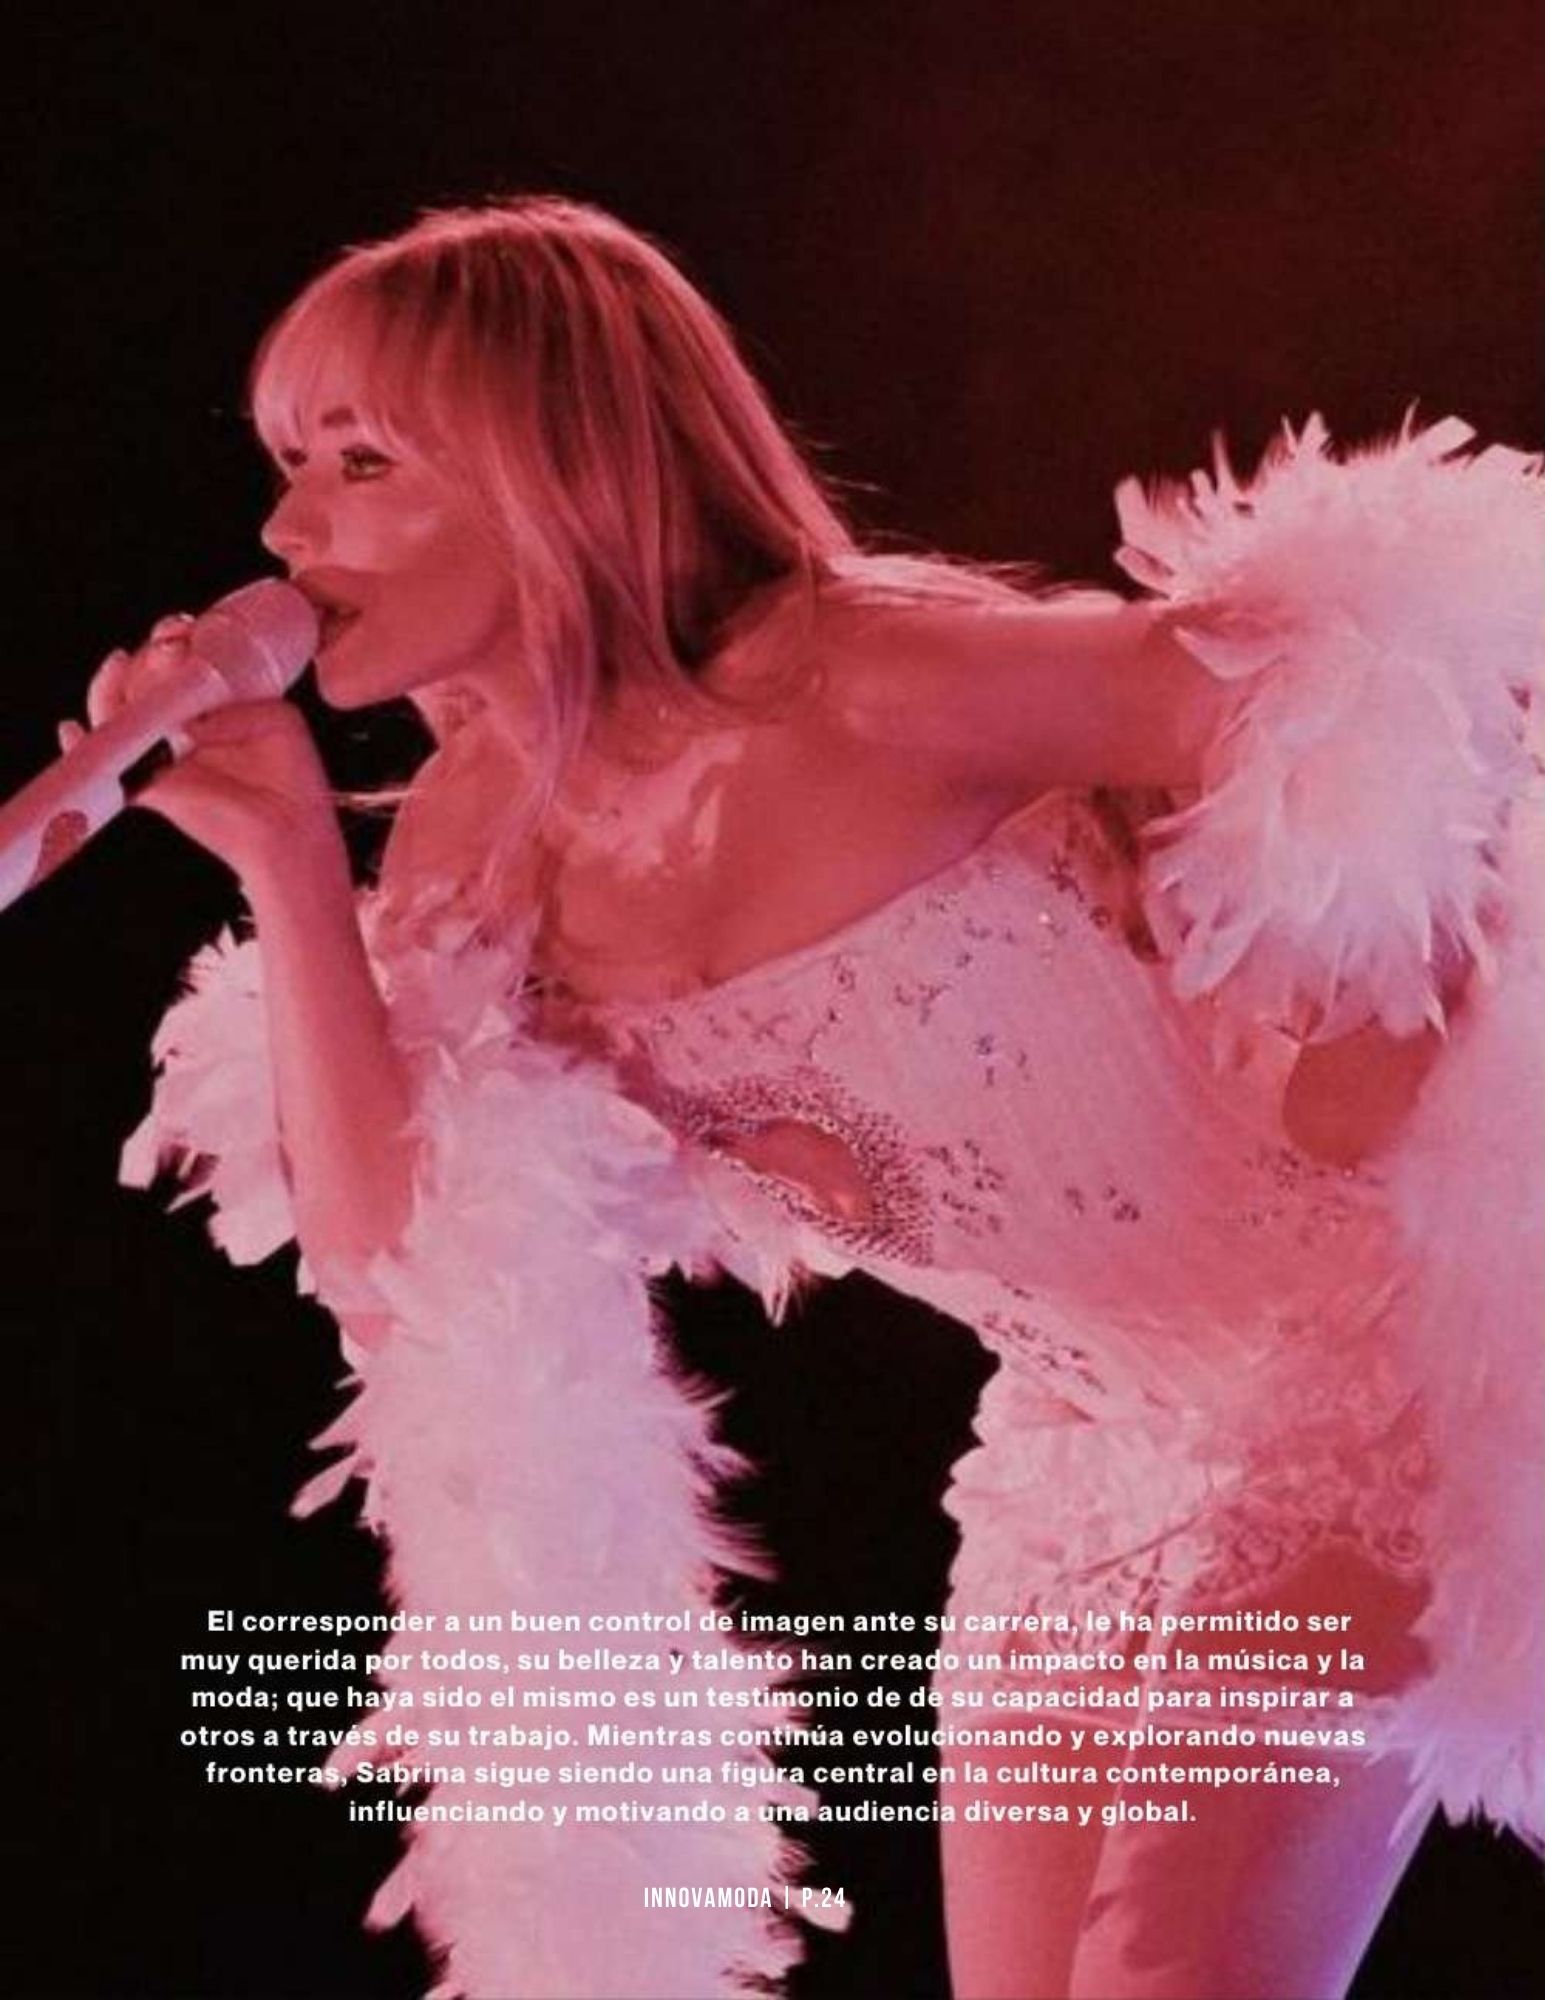 El corresponder a un buen control de imagen ante su carrera, le ha permitido ser
muy querida por todos, su belleza y talento han creado un impacto en la música y la
moda; que haya sido el mismo es un testimonio de de su capacidad para inspirar a
otros a través de su trabajo. Mientras continúa evolucionando y explorando nuevas
fronteras, Sabrina sigue siendo una figura central en la cultura contemporánea,
influenciando y motivando a una audiencia diversa y global.
INNOVAMODA | P.24